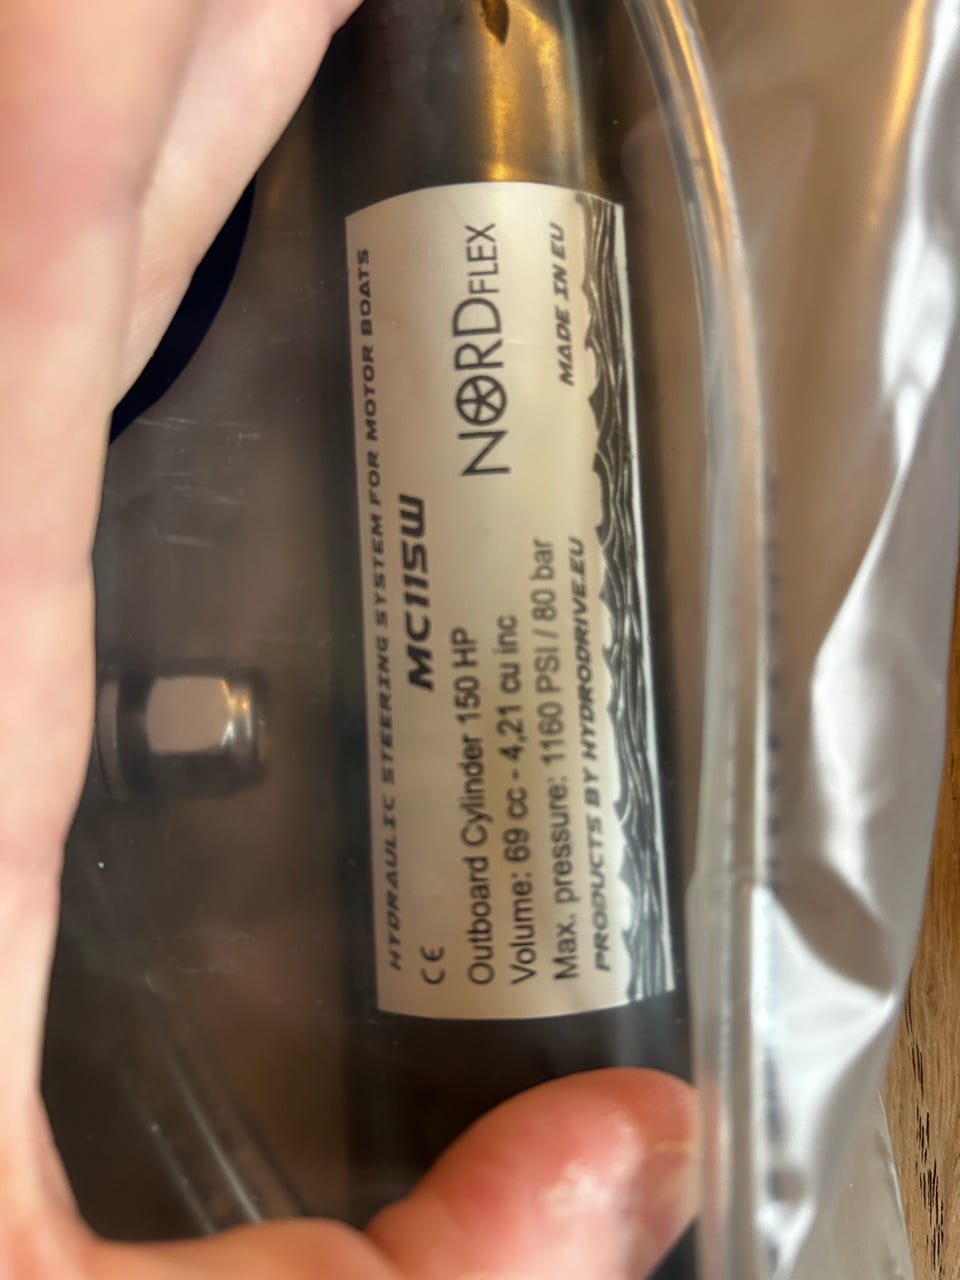 HYDRAULIC STEERING SYSTEM FOR MOTOR BOATS
CE MC115W
NORDFLEX
Outboard Cylinder 150 HP
Volume: 69 cc - 4,21 cu inc
Max. pressure: 1160 PSI / 80 bar
MADE IN EU
PRODUCTS BY HYDRODRIVE.EU